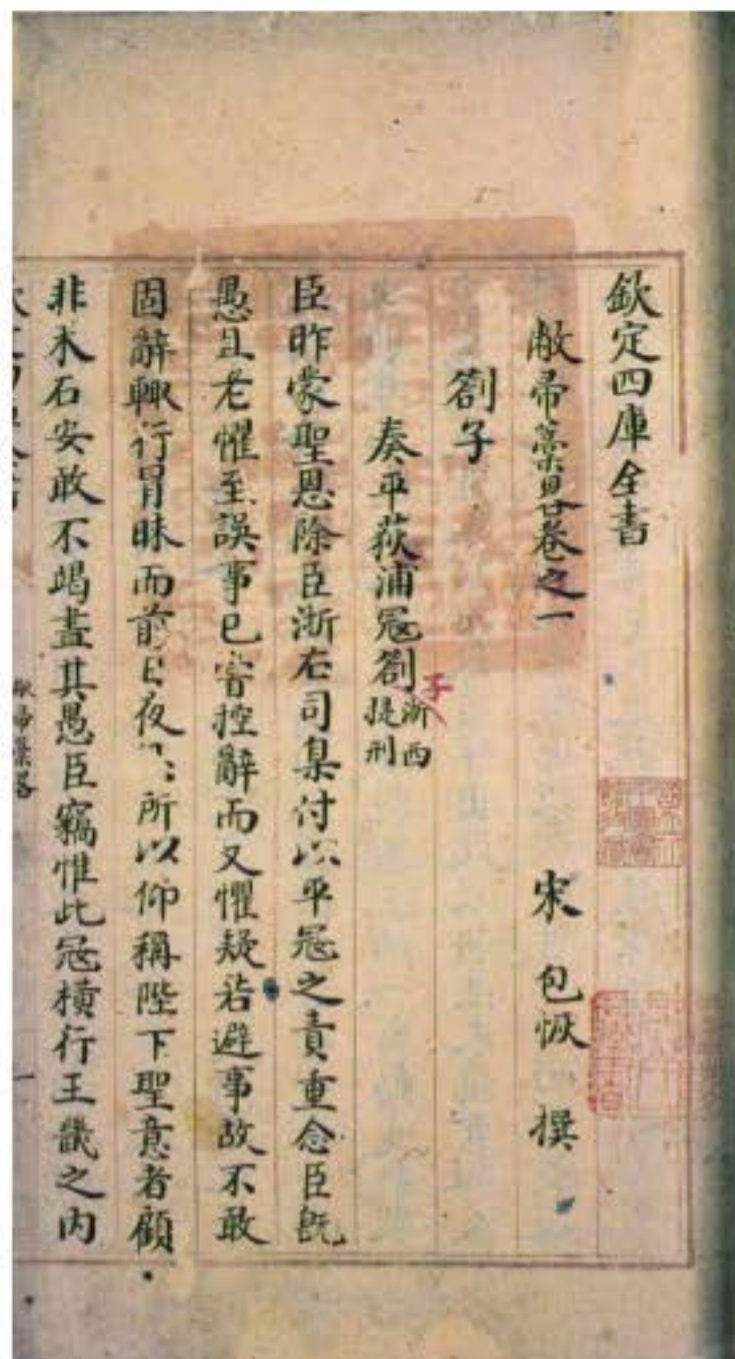 欽定四庫全書
敝帚藁畧卷之一　宋　包恢　撰
劄子
奏平荻浦寇劄子浙西提刑
臣昨蒙聖恩除臣浙右司臬付以平寇之責重念臣既
愚且老懼至誤事已嘗控辭而又懼疑若避事故不敢
固辭輒行冒昧而前日夜 所以仰稱陛下聖意者顧
非木石安敢不竭盡其愚臣竊惟此寇橫行王畿之内
敝帚藁畧
一